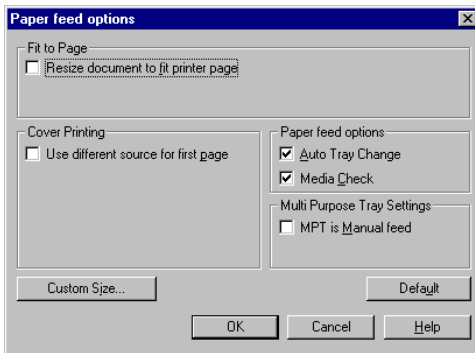 Paper feed options
Fit to Page
Resize document to fit printer page
Cover Printing
Use different source for first page
Paper feed options
Auto Tray Change
Media Check
Multi Purpose Tray Settings
MPT is Manual feed
Custom Size...
Default
OK
Cancel
Help